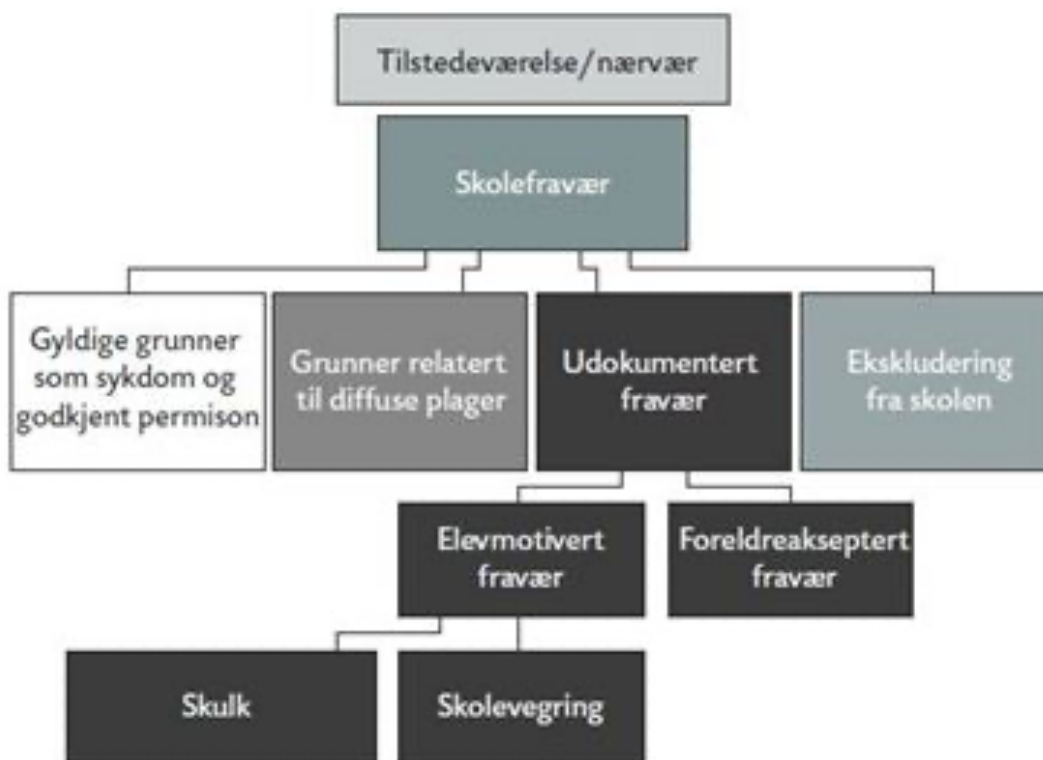 Tilstedeværelse/nærvær
Skolefravær
Gyldige grunner
som sykdom og
godkjent permison
Grunner relatert
til diffuse plager
Udokumentert
fravær
Ekskludering
fra skolen
Elevmotivert
fravær
Foreldreakseptert
fravær
Skulk
Skolevegring